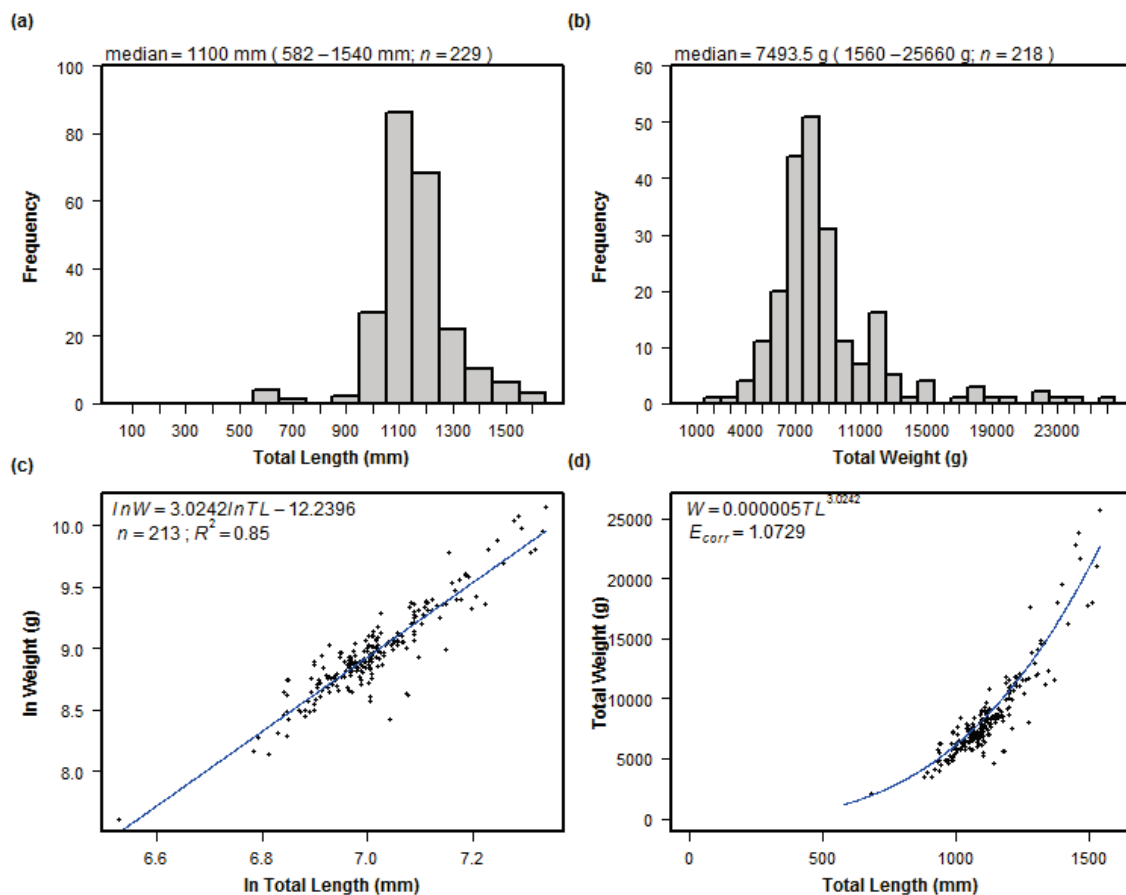 (a)
median = 1100 mm ( 582 – 1540 mm; n = 229 )
100
80
60
40
20
0
Frequency
100 300 500 700 900 1100 1300 1500
Total Length (mm)
(b)
median = 7493.5 g ( 1560 – 25660 g; n = 218 )
60
50
40
30
20
10
0
Frequency
1000 4000 7000 11000 15000 19000 23000
Total Weight (g)
(c)
lnW = 3.0242lnTL – 12.2396
n = 213 ; R² = 0.85
10.0
9.5
9.0
8.5
8.0
ln Weight (g)
6.6 6.8 7.0 7.2
ln Total Length (mm)
(d)
W = 0.000005TL^3.0242
E_corr = 1.0729
25000
20000
15000
10000
5000
0
Total Weight (g)
0 500 1000 1500
Total Length (mm)